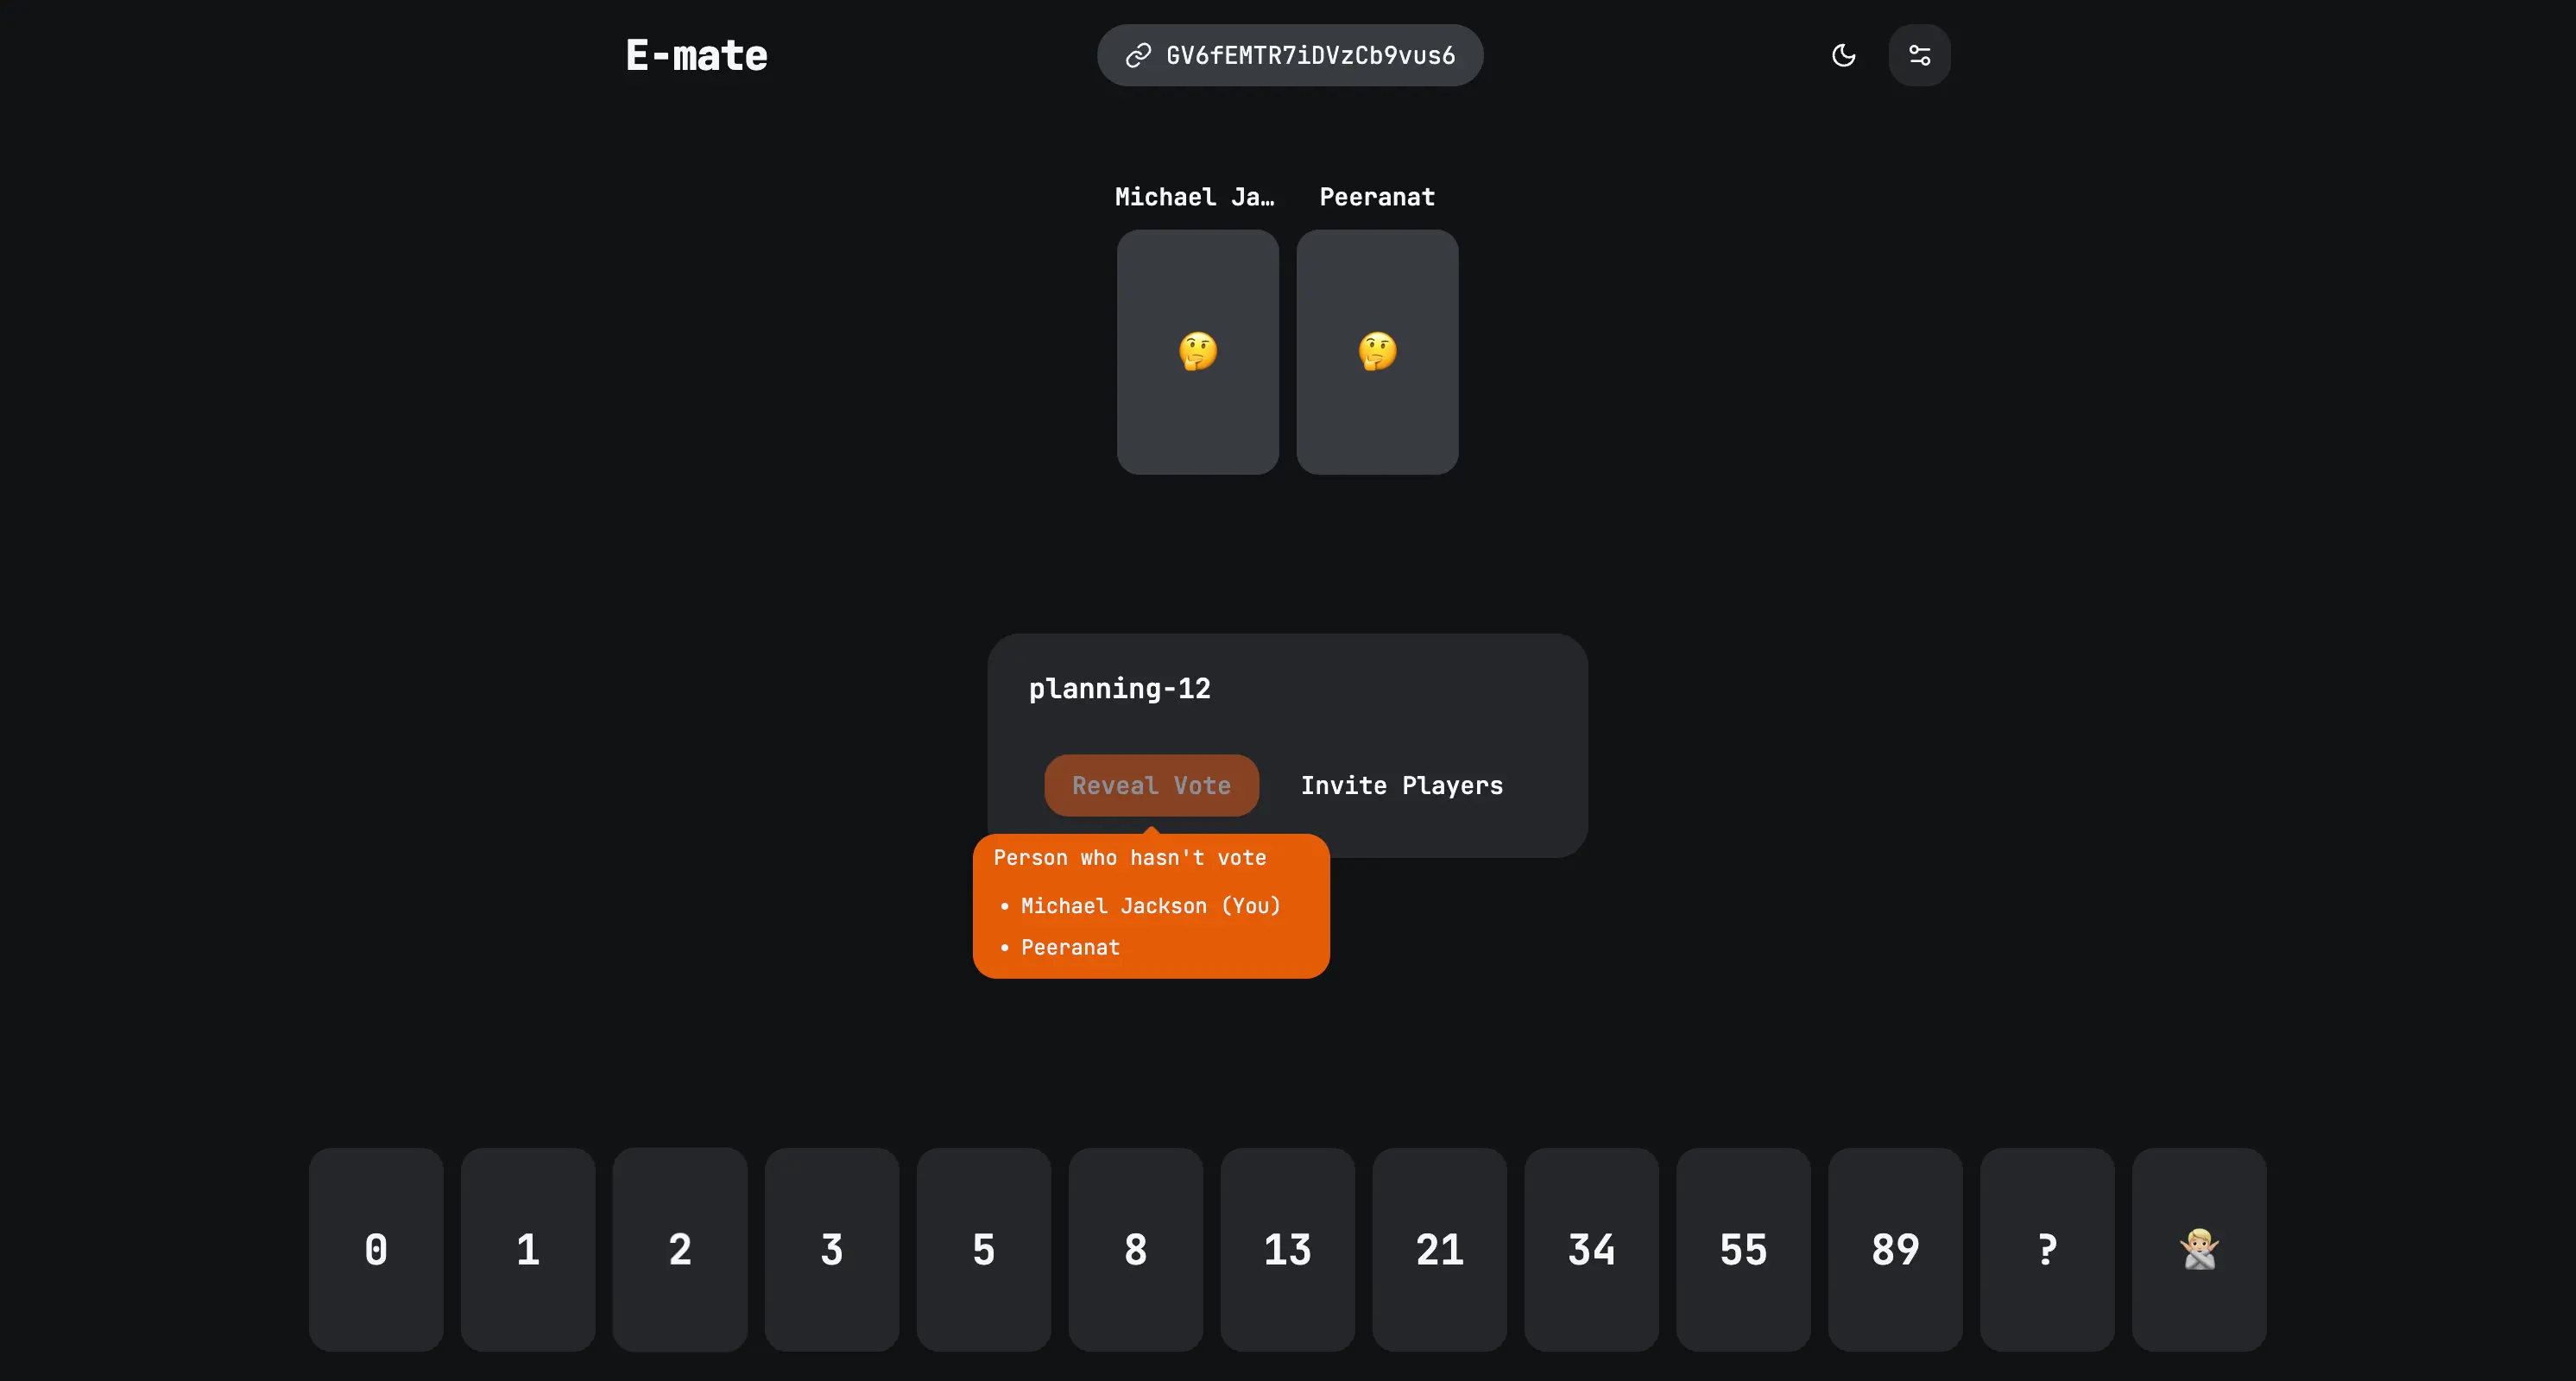 E-mate
GV6fEMTR7iDVzCb9vus6
Michael Ja…
Peeranat
planning-12
Reveal Vote
Invite Players
Person who hasn't vote
• Michael Jackson (You)
• Peeranat
0
1
2
3
5
8
13
21
34
55
89
?